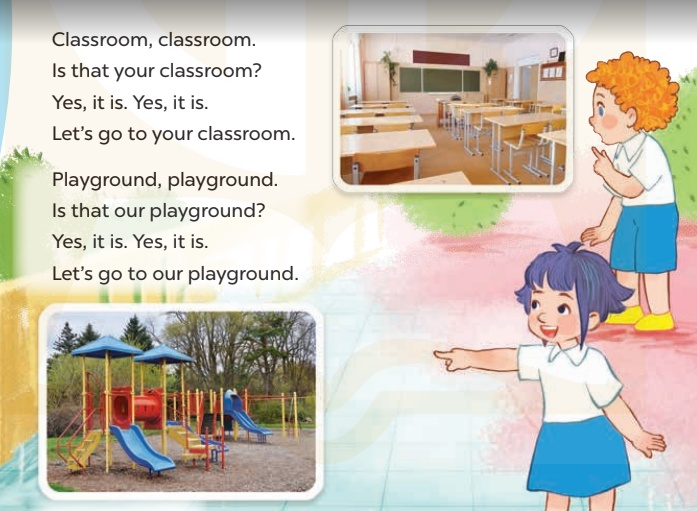 Classroom, classroom.
Is that your classroom?
Yes, it is. Yes, it is.
Let's go to your classroom.
Playground, playground.
Is that our playground?
Yes, it is. Yes, it is.
Let's go to our playground.